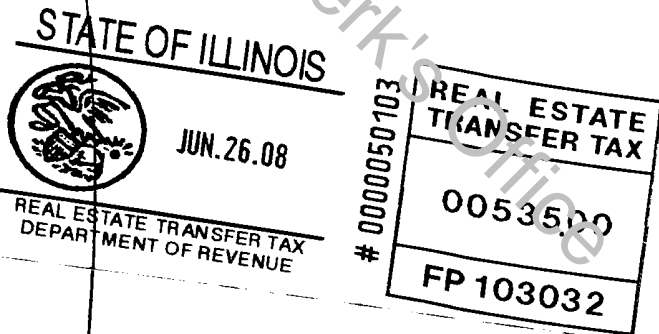 STATE OF ILLINOIS
JUN.26.08
REAL ESTATE TRANSFER TAX
DEPARTMENT OF REVENUE
# 0000050103
REAL ESTATE
TRANSFER TAX
0053500
FP 103032
Clerk's Office